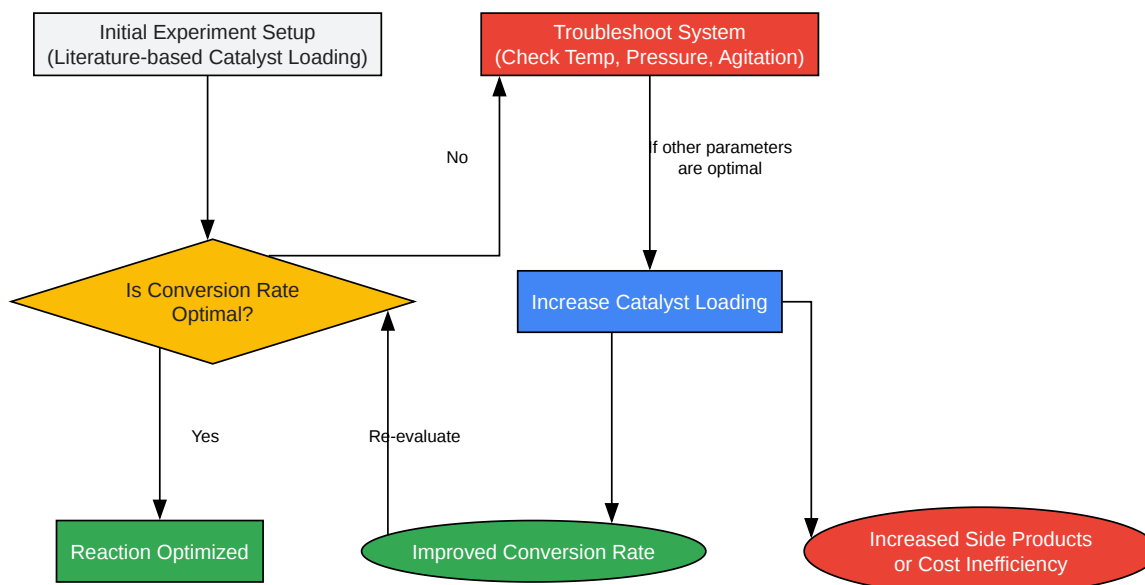 Initial Experiment Setup
(Literature-based Catalyst Loading)
Troubleshoot System
(Check Temp, Pressure, Agitation)
No
If other parameters
are optimal
Is Conversion Rate
Optimal?
Increase Catalyst Loading
Yes
Re-evaluate
Reaction Optimized
Improved Conversion Rate
Increased Side Products
or Cost Inefficiency